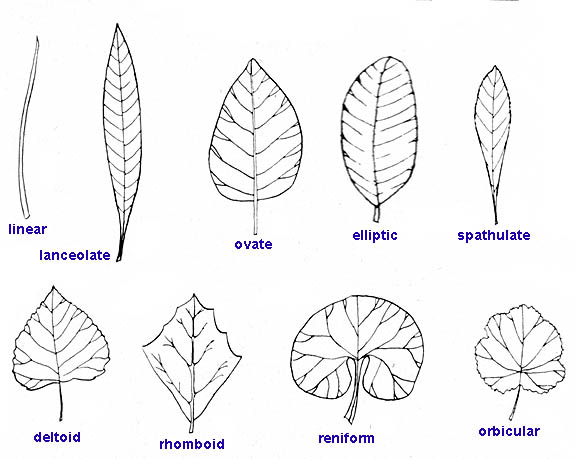 linear
lanceolate
ovate
elliptic
spathulate
deltoid
rhomboid
reniform
orbicular